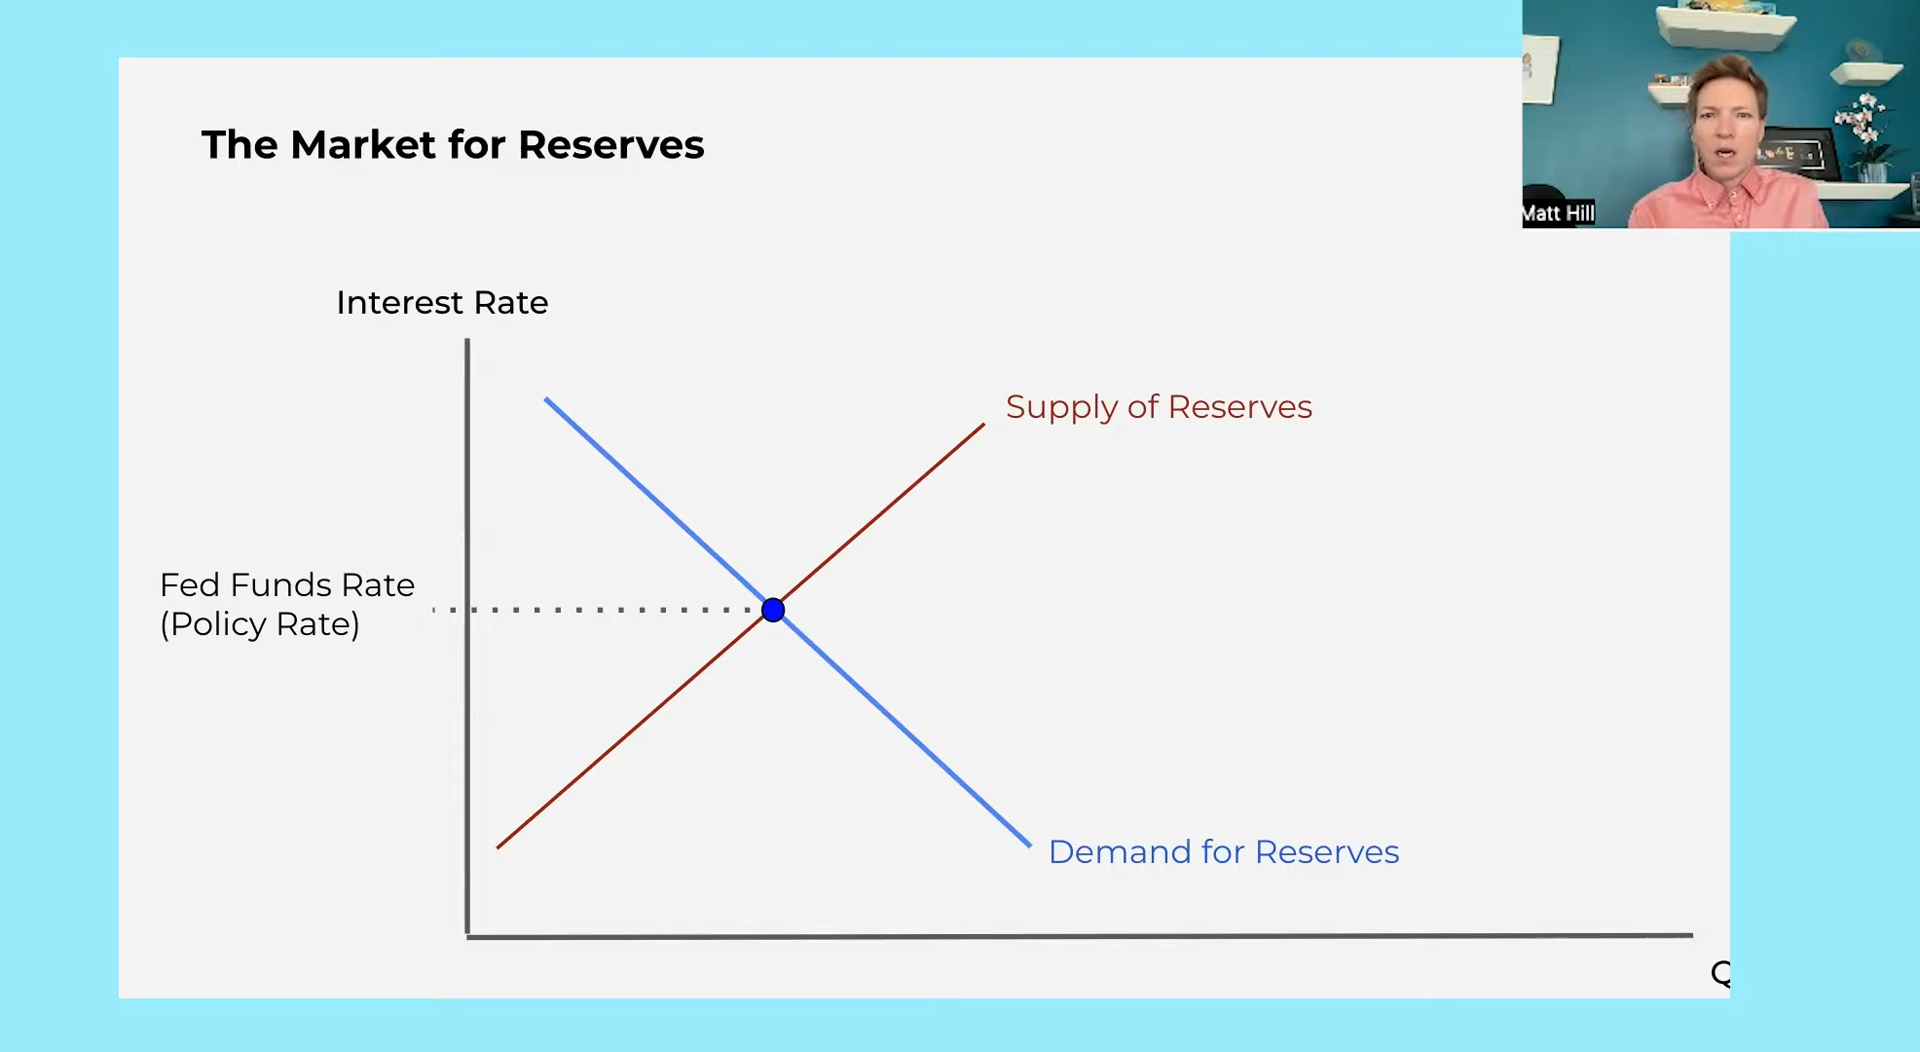 The Market for Reserves
Matt Hill
Interest Rate
Supply of Reserves
Fed Funds Rate
(Policy Rate)
Demand for Reserves
Q